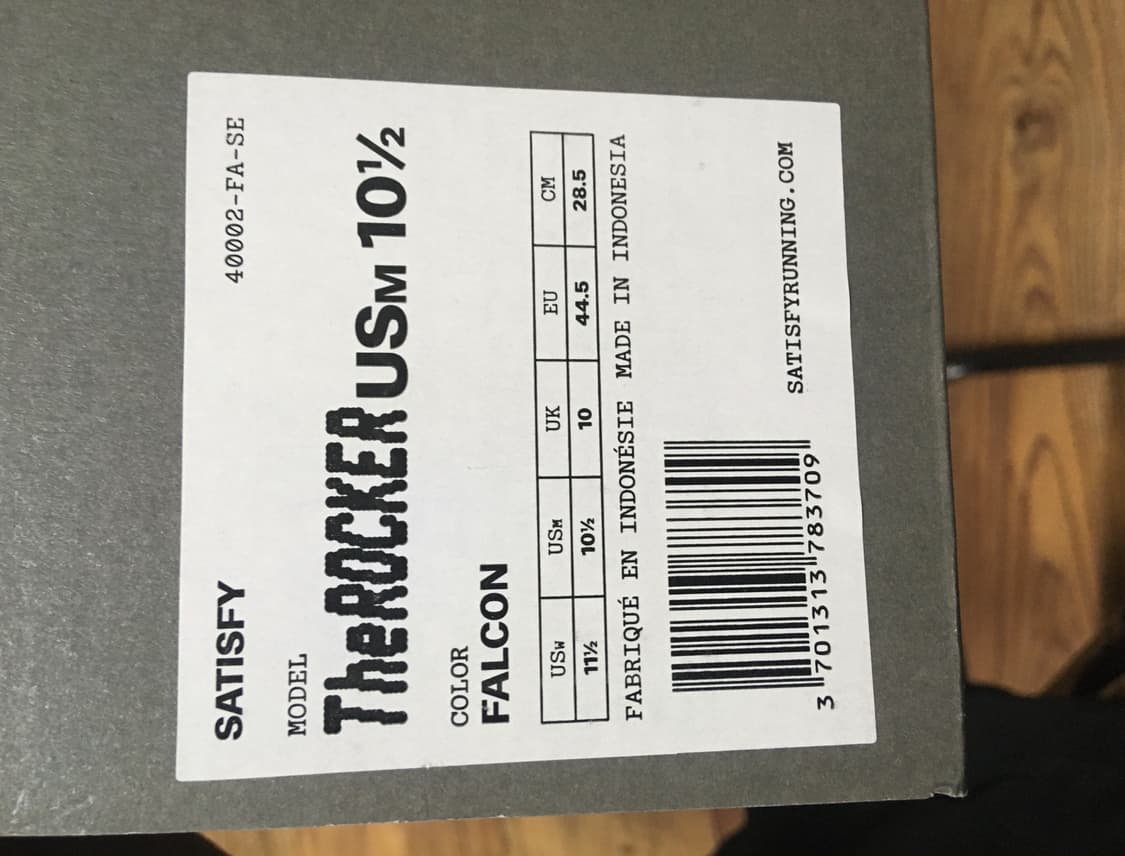 SATISFY 40002-FA-SE
MODEL
TheROCKER USM 10½
COLOR
FALCON
USW USM UK EU CM
11½ 10½ 10 44.5 28.5
FABRIQUÉ EN INDONÉSIE MADE IN INDONESIA
SATISFYRUNNING.COM
3 701313 783709